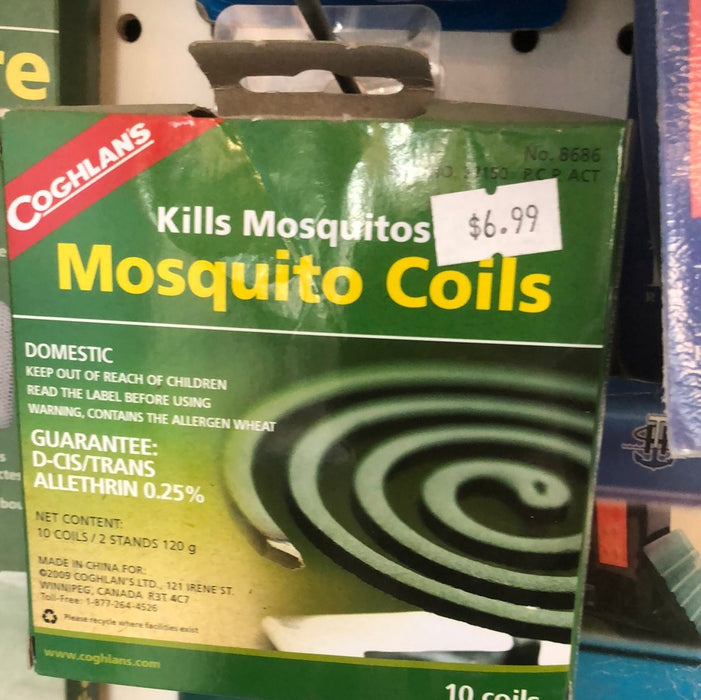 re
COGHLAN'S
No. 8686
P.C.P. ACT
$6.99
Kills Mosquitos
Mosquito Coils
DOMESTIC
KEEP OUT OF REACH OF CHILDREN
READ THE LABEL BEFORE USING
WARNING, CONTAINS THE ALLERGEN WHEAT
GUARANTEE:
D-CIS/TRANS
ALLETHRIN 0.25%
NET CONTENT:
10 COILS / 2 STANDS 120 g
MADE IN CHINA FOR:
©2009 COGHLAN'S LTD., 121 IRENE ST.
WINNIPEG, CANADA R3T 4C7
Toll-Free: 1-877-264-4526
Please recycle where facilities exist
www.coghlans.com
10 coils